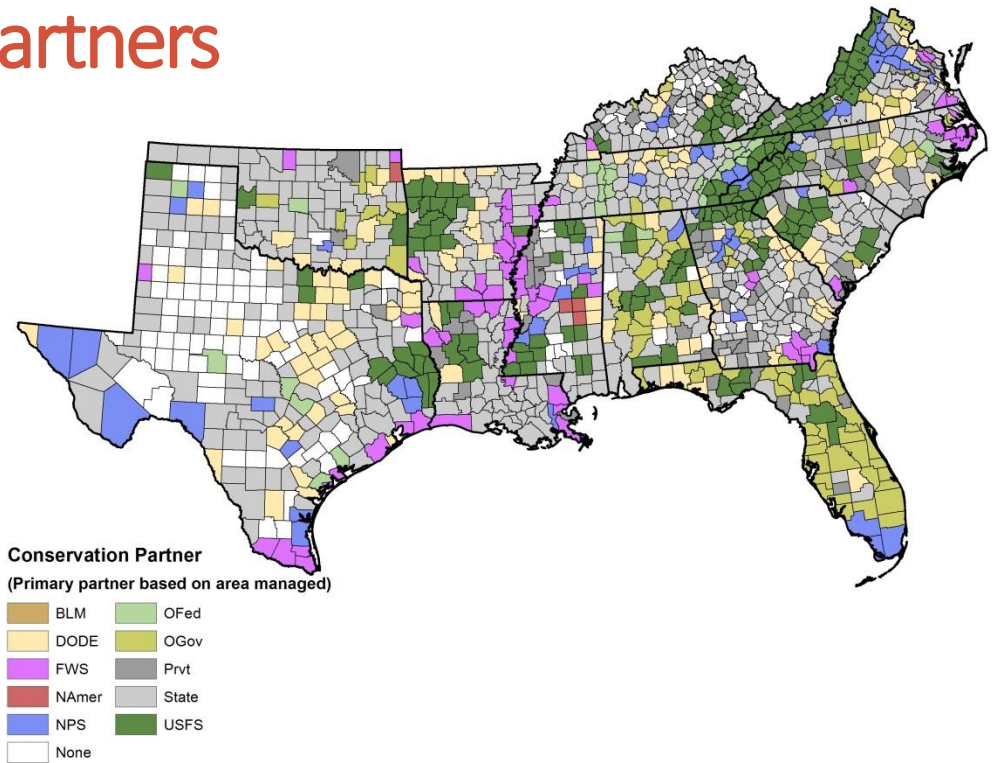 artners
Conservation Partner
(Primary partner based on area managed)
BLM OFed
DODE OGov
FWS Prvt
NAmer State
NPS USFS
None